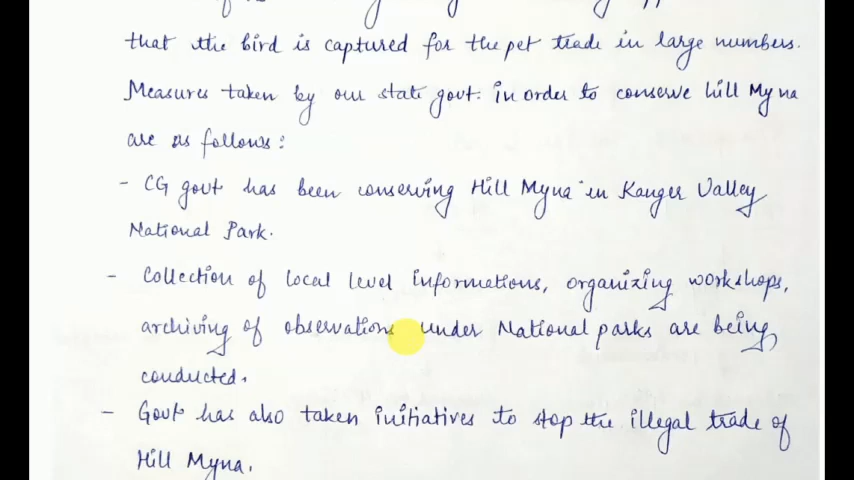 that the bird is captured for the pet trade in large numbers.
Measures taken by our state govt. in order to conserve hill Myna
are as follows:
- CG govt has been conserving Hill Myna in Kanger Valley
National Park.
- Collection of local level informations, organizing workshops,
archiving of observations under National parks are being
conducted.
- Govt has also taken initiatives to stop the illegal trade of
Hill Myna.